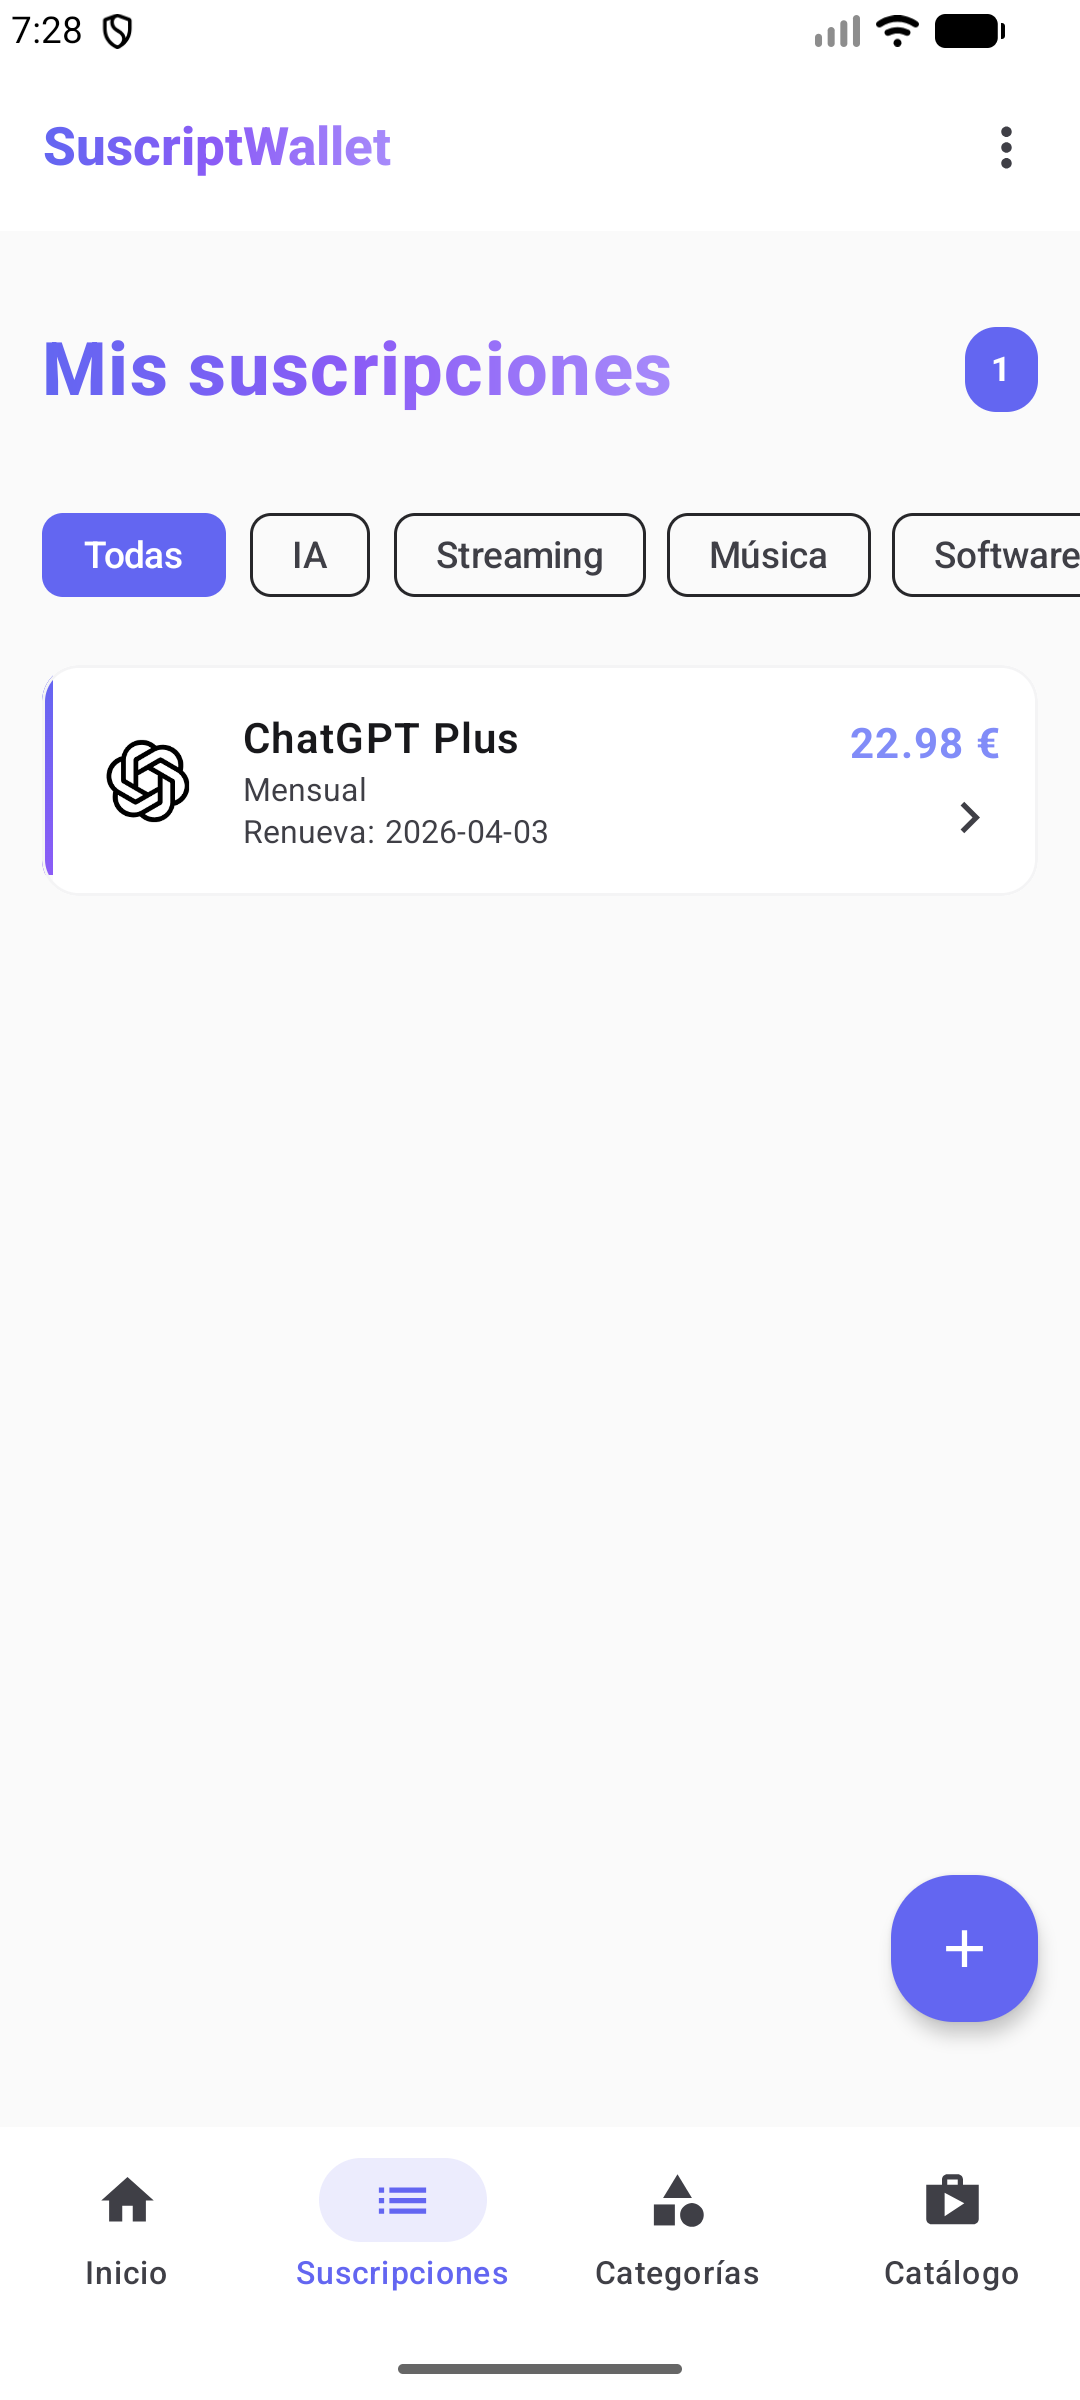 7:28
SuscriptWallet
Mis suscripciones
1
Todas
IA
Streaming
Música
Software
ChatGPT Plus
22.98 €
Mensual
Renueva: 2026-04-03
Inicio
Suscripciones
Categorías
Catálogo